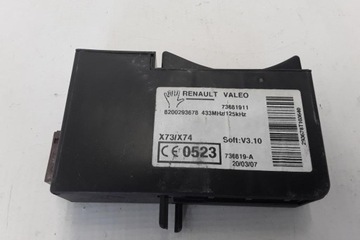 RENAULT VALEO
73681911
8200293678 433MHz/125kHz
X73/X74
Soft:V3.10
CE 0523
736819-A
20/03/07